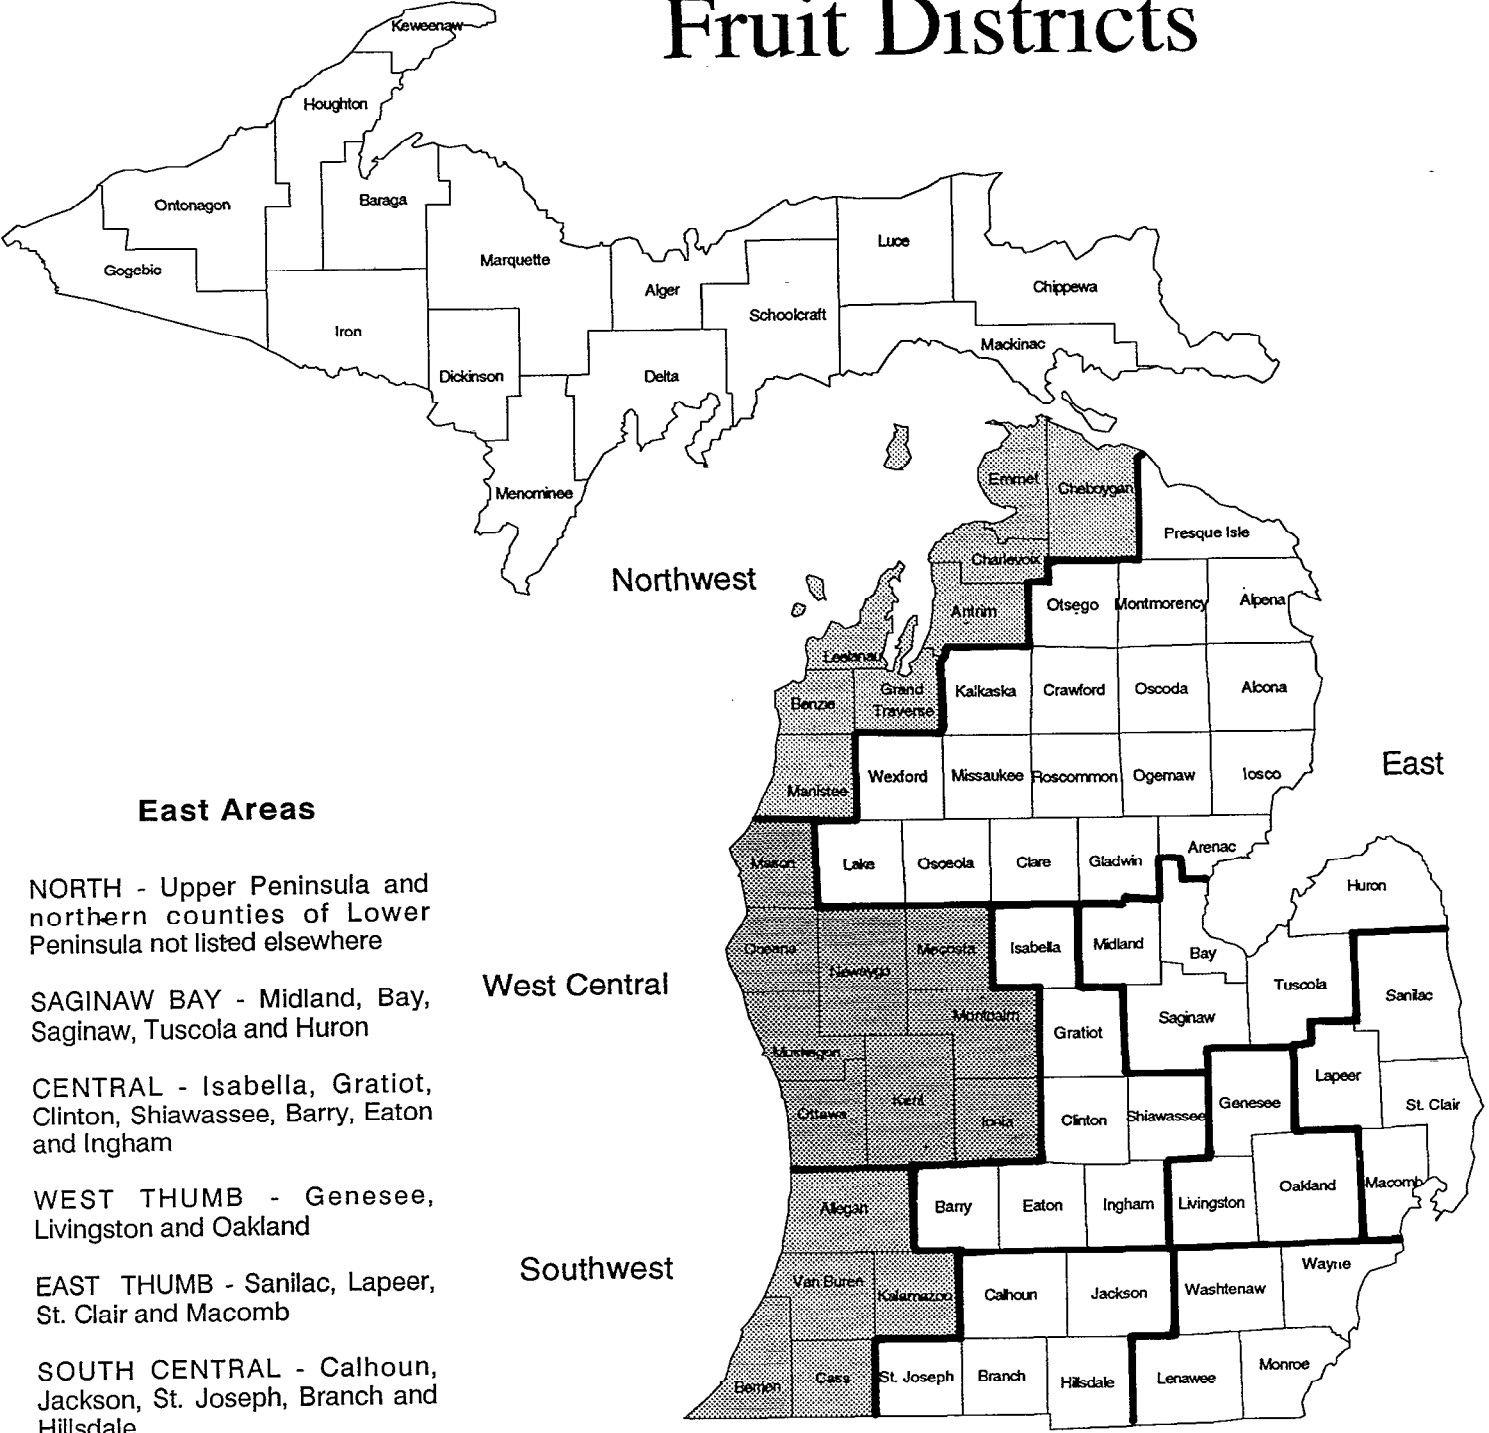 Fruit Districts
Keweenaw
Houghton
Ontonagon
Baraga
Gogebic
Marquette
Luce
Alger
Chippewa
Schoolcraft
Iron
Mackinac
Dickinson
Delta
Menominee
Emmet
Cheboygan
Presque Isle
Charlevoix
Northwest
Antrim
Otsego
Montmorency
Alpena
Leelanau
Grand
Traverse
Benzie
Kalkaska
Crawford
Oscoda
Alcona
East
Manistee
Wexford
Missaukee
Roscommon
Ogemaw
Iosco
Mason
Lake
Osceola
Clare
Gladwin
Arenac
Huron
Oceana
Newaygo
Mecosta
Isabella
Midland
Bay
Tuscola
Sanilac
West Central
Montcalm
Gratiot
Saginaw
Muskegon
Lapeer
Ottawa
Kent
Ionia
Clinton
Shiawassee
Genesee
St. Clair
Allegan
Barry
Eaton
Ingham
Livingston
Oakland
Macomb
Southwest
Van Buren
Kalamazoo
Calhoun
Jackson
Washtenaw
Wayne
Berrien
Cass
St. Joseph
Branch
Hillsdale
Lenawee
Monroe
East Areas
NORTH - Upper Peninsula and
northern counties of Lower
Peninsula not listed elsewhere
SAGINAW BAY - Midland, Bay,
Saginaw, Tuscola and Huron
CENTRAL - Isabella, Gratiot,
Clinton, Shiawassee, Barry, Eaton
and Ingham
WEST THUMB - Genesee,
Livingston and Oakland
EAST THUMB - Sanilac, Lapeer,
St. Clair and Macomb
SOUTH CENTRAL - Calhoun,
Jackson, St. Joseph, Branch and
Hillsdale